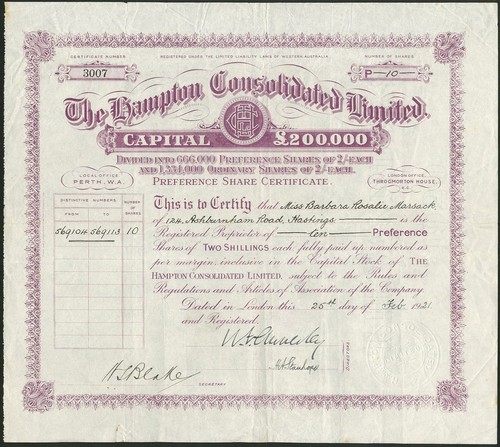 CERTIFICATE NUMBER
REGISTERED UNDER THE LIMITED LIABILITY LAWS OF WESTERN AUSTRALIA
NUMBER OF SHARES
3007
P—10—
The Hampton Consolidated Limited.
CAPITAL £200,000
DIVIDED INTO 666,000 PREFERENCE SHARES OF 2/- EACH
AND 1,334,000 ORDINARY SHARES OF 2/- EACH.
PREFERENCE SHARE CERTIFICATE.
LOCAL OFFICE
PERTH, W.A.
LONDON OFFICE,
THROGMORTON HOUSE,
E.C.
DISTINCTIVE NUMBERS
FROM TO
NUMBER OF SHARES
569104 569113 10
This is to Certify that Miss Barbara Rosalie Marsack
of 124, Ashburnham Road, Hastings is the
Registered Proprietor of —Ten— Preference
Shares of TWO SHILLINGS each fully paid up numbered as
per margin, inclusive in the Capital Stock of THE
HAMPTON CONSOLIDATED LIMITED, subject to the Rules and
Regulations and Articles of Association of the Company
Dated in London this 25th day of Feb 1921
and Registered.
DIRECTORS
H S Blake
SECRETARY